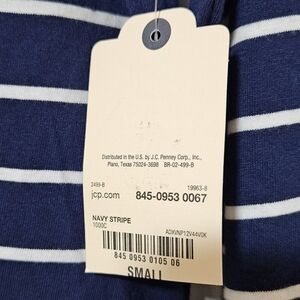 Distributed in the U.S. by J.C. Penney Corp., Inc.,
Plano, Texas 75024-3698 BR-02-499-B
2499-B 19963-8
jcp.com 845-0953 0067
NAVY STRIPE
1000C A0XVNP12V44V0K
845 0953 0105 06
SMALL